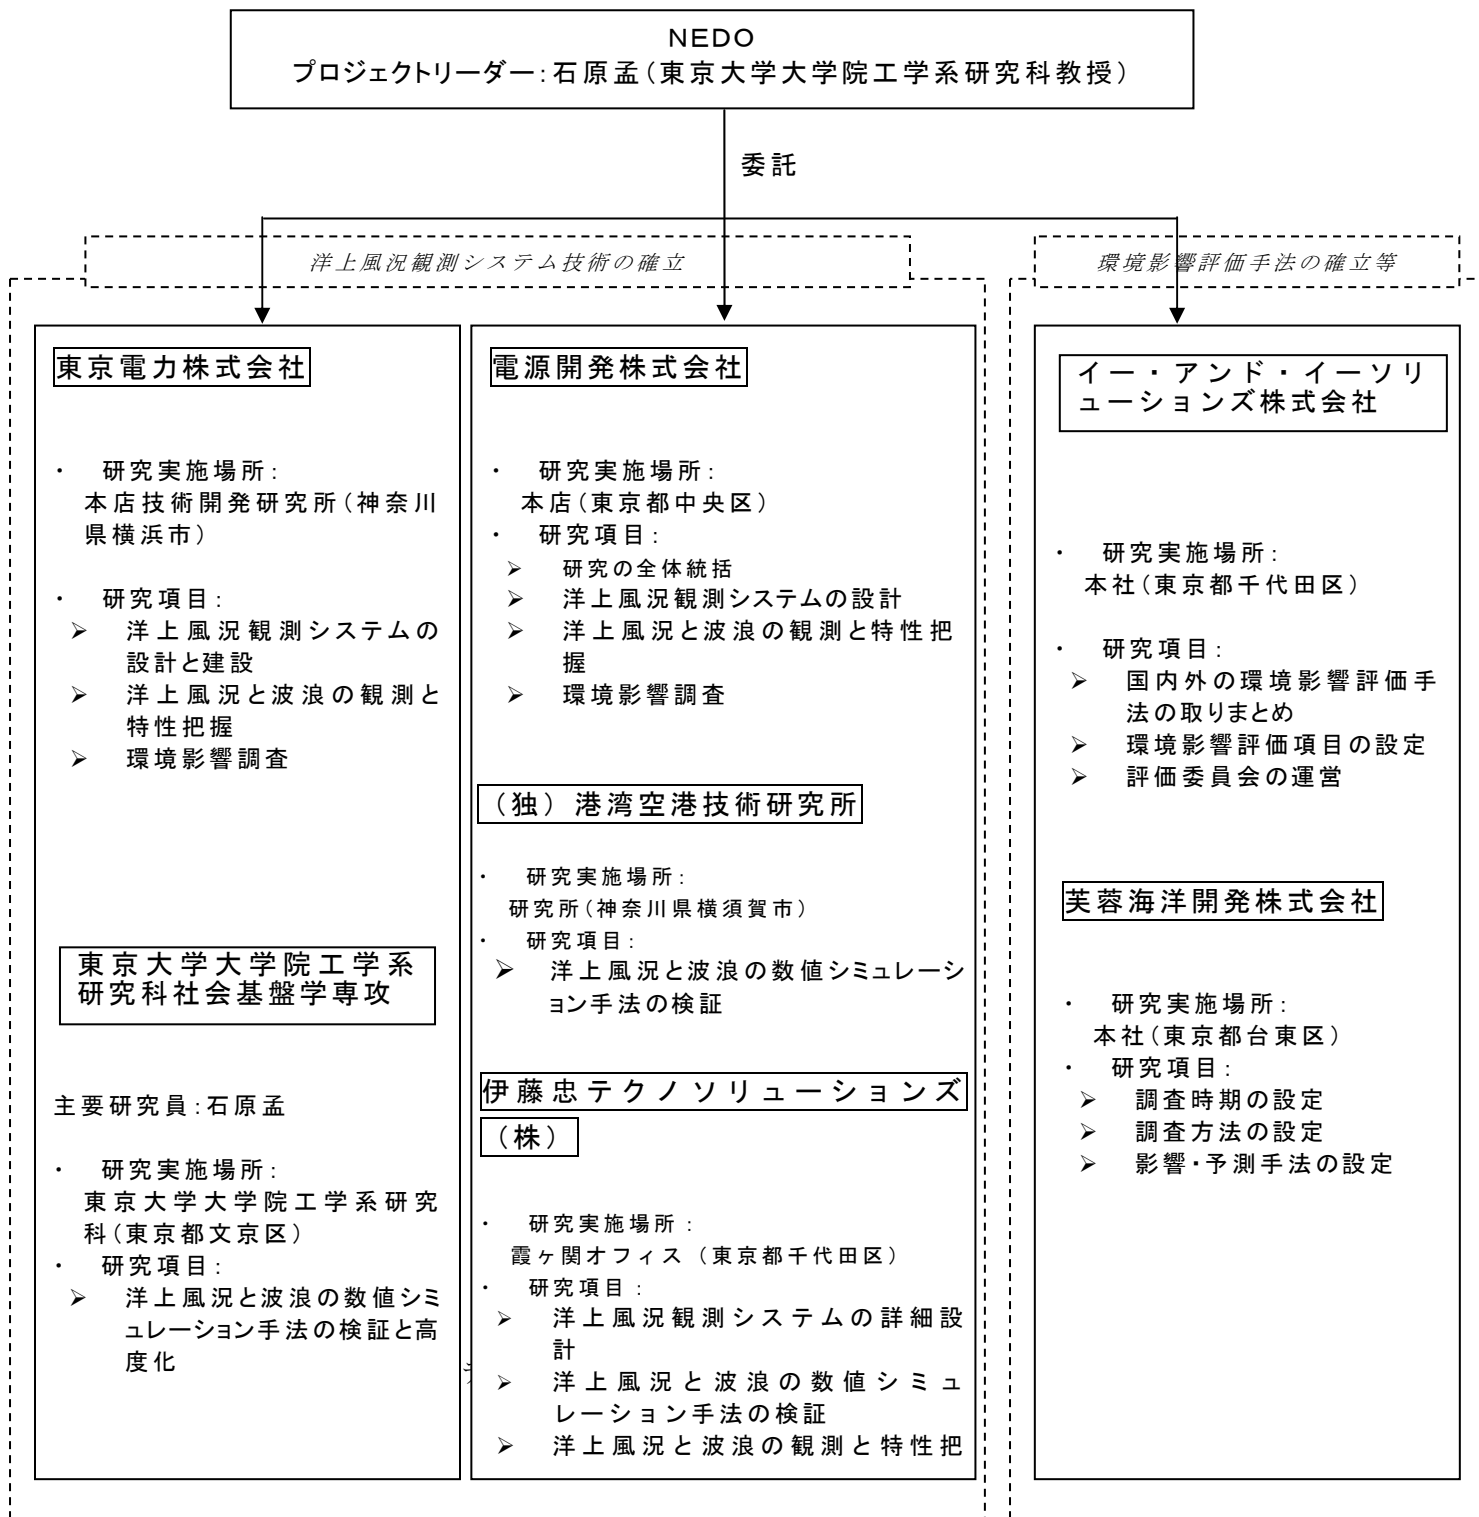 NEDO
プロジェクトリーダー：石原孟（東京大学大学院工学系研究科教授）
委託
洋上風況観測システム技術の確立
環境影響評価手法の確立等
東京電力株式会社
・ 研究実施場所：
本店技術開発研究所（神奈川
県横浜市）
・ 研究項目：
➢ 洋上風況観測システムの
設計と建設
➢ 洋上風況と波浪の観測と
特性把握
➢ 環境影響調査
東京大学大学院工学系
研究科社会基盤学専攻
主要研究員：石原孟
・ 研究実施場所：
東京大学大学院工学系研究
科（東京都文京区）
・ 研究項目：
➢ 洋上風況と波浪の数値シミ
ュレーション手法の検証と高
度化
電源開発株式会社
・ 研究実施場所：
本店（東京都中央区）
・ 研究項目：
➢ 研究の全体統括
➢ 洋上風況観測システムの設計
➢ 洋上風況と波浪の観測と特性把
握
➢ 環境影響調査
（独）港湾空港技術研究所
・ 研究実施場所：
研究所（神奈川県横須賀市）
・ 研究項目：
➢ 洋上風況と波浪の数値シミュレーシ
ョン手法の検証
伊藤忠テクノソリューションズ
（株）
・ 研究実施場所：
霞ヶ関オフィス（東京都千代田区）
・ 研究項目：
➢ 洋上風況観測システムの詳細設
計
➢ 洋上風況と波浪の数値シミュ
レーション手法の検証
➢ 洋上風況と波浪の観測と特性把
イー・アンド・イーソリ
ューションズ株式会社
・ 研究実施場所：
本社（東京都千代田区）
・ 研究項目：
➢ 国内外の環境影響評価手
法の取りまとめ
➢ 環境影響評価項目の設定
➢ 評価委員会の運営
芙蓉海洋開発株式会社
・ 研究実施場所：
本社（東京都台東区）
・ 研究項目：
➢ 調査時期の設定
➢ 調査方法の設定
➢ 影響・予測手法の設定